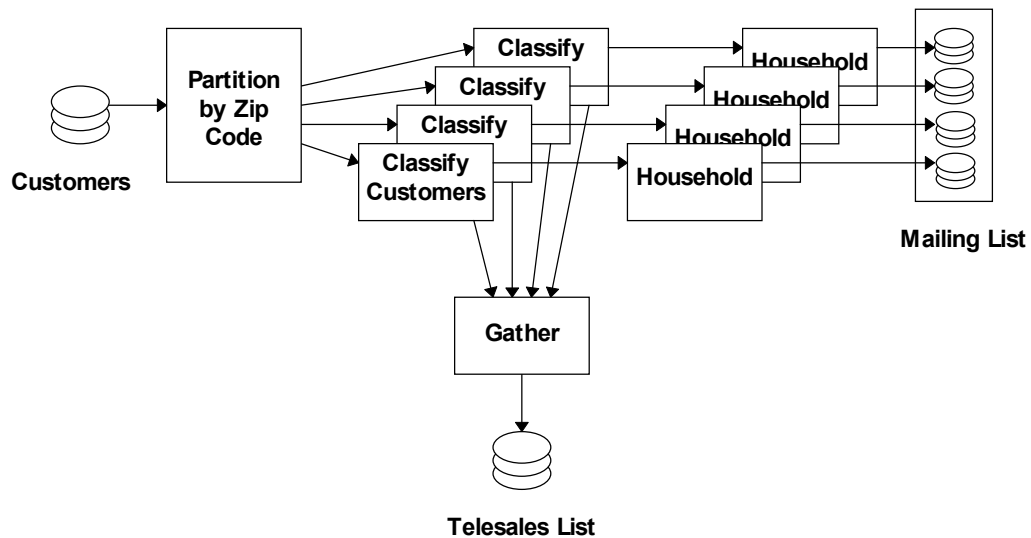 Customers
Partition
by Zip
Code
Classify
Classify
Classify
Classify
Customers
Household
Household
Household
Household
Mailing List
Gather
Telesales List